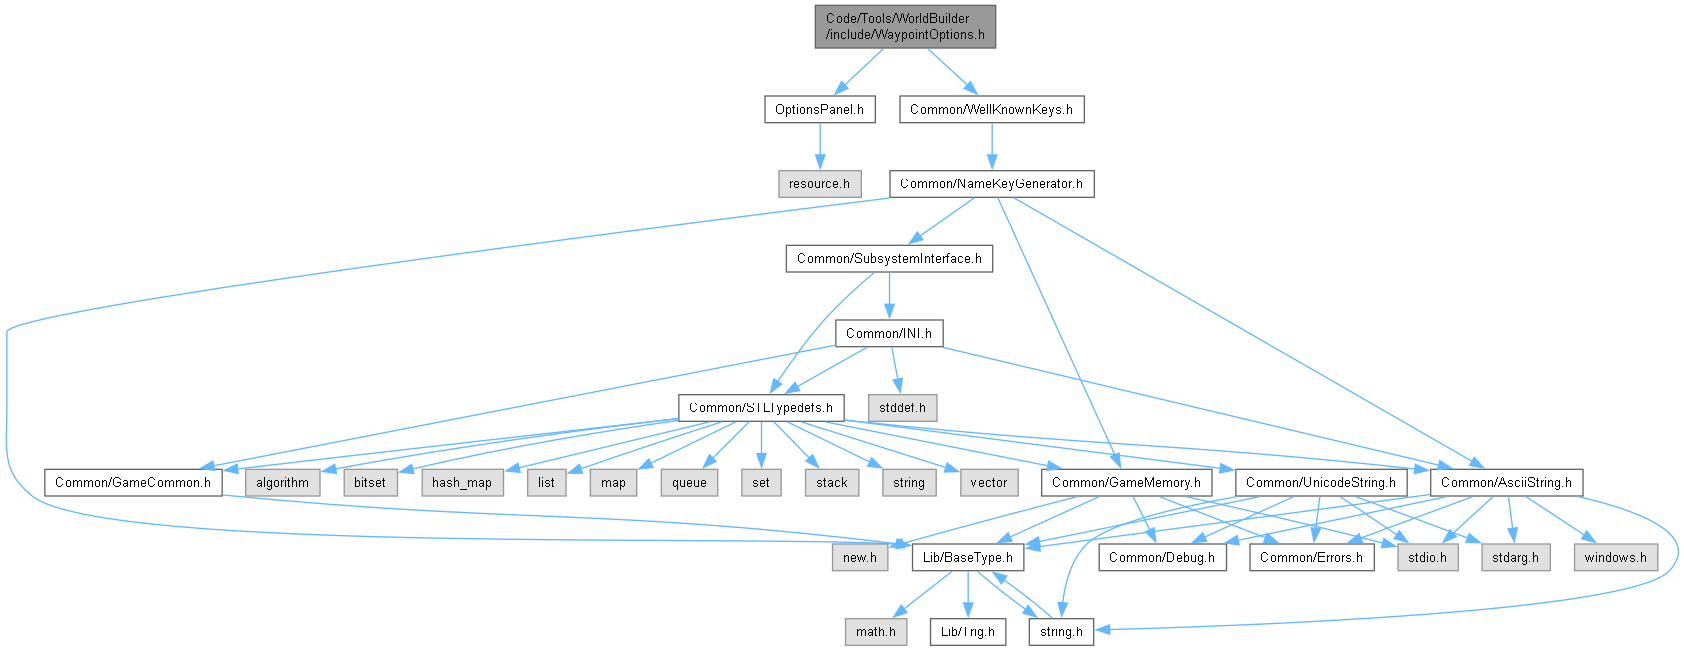 Code/Tools/WorldBuilder
/include/WaypointOptions.h
OptionsPanel.h
Common/WellKnownKeys.h
resource.h
Common/NameKeyGenerator.h
Common/SubsystemInterface.h
Common/INI.h
Common/STLTypedefs.h
stddef.h
Common/GameCommon.h
algorithm
bitset
hash_map
list
map
queue
set
stack
string
vector
Common/GameMemory.h
Common/UnicodeString.h
Common/AsciiString.h
new.h
Lib/BaseType.h
Common/Debug.h
Common/Errors.h
stdio.h
stdarg.h
windows.h
math.h
Lib/Trig.h
string.h